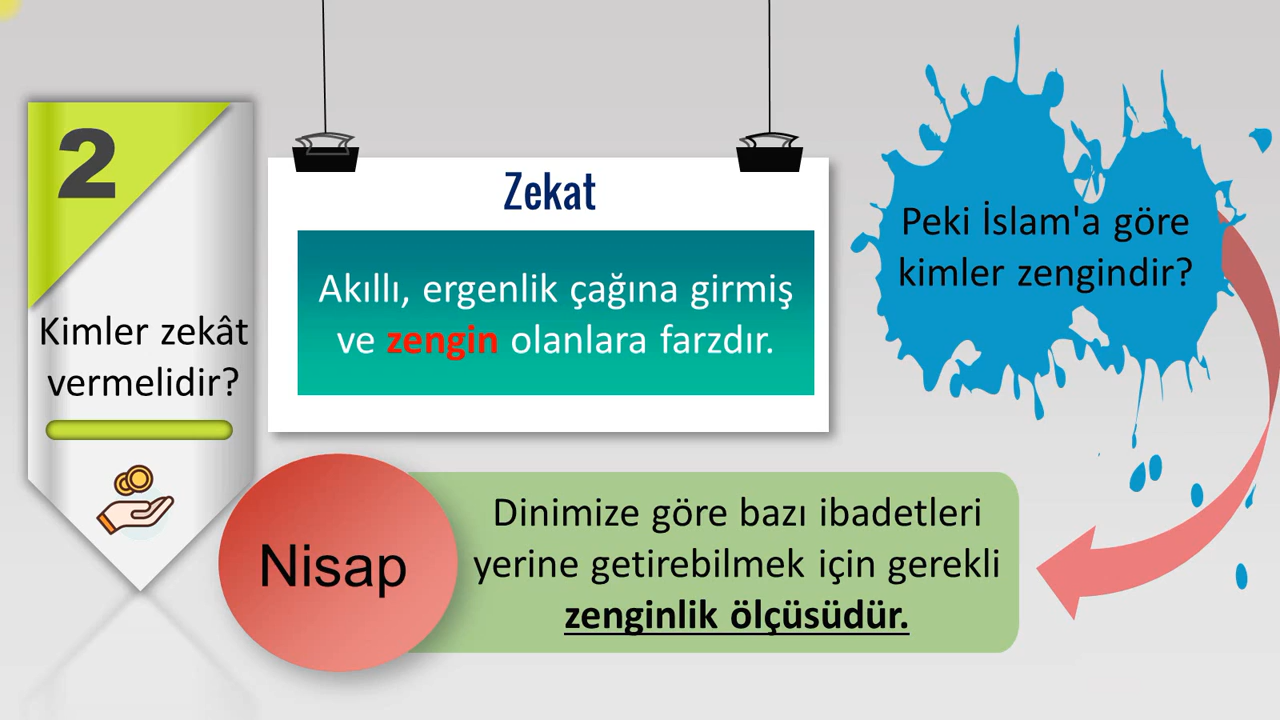 2
Kimler zekât
vermelidir?
Zekat
Akıllı, ergenlik çağına girmiş
ve zengin olanlara farzdır.
Peki İslam'a göre
kimler zengindir?
Nisap
Dinimize göre bazı ibadetleri
yerine getirebilmek için gerekli
zenginlik ölçüsüdür.